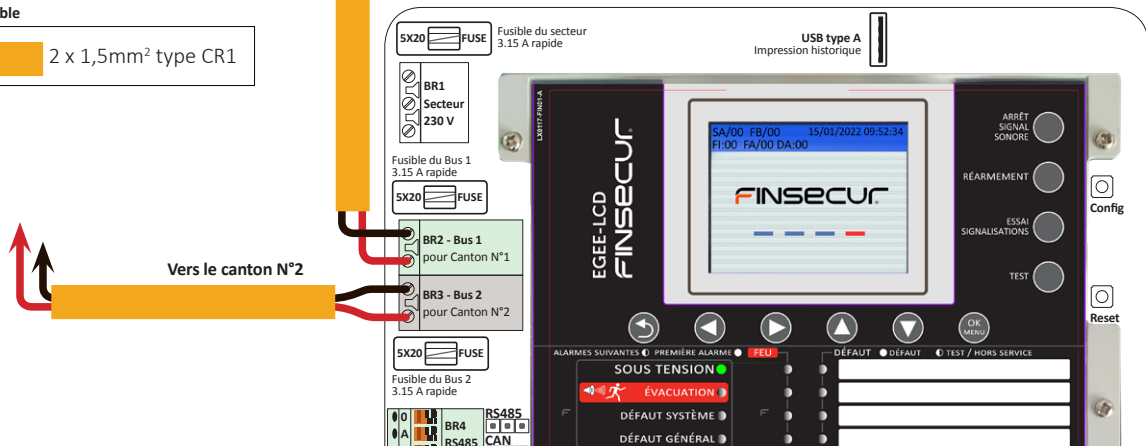 ble
2 x 1,5mm² type CR1
5X20 FUSE
Fusible du secteur
3.15 A rapide
USB type A
Impression historique
BR1
Secteur
230 V
Fusible du Bus 1
3.15 A rapide
5X20 FUSE
BR2 - Bus 1
pour Canton N°1
Vers le canton N°2
BR3 - Bus 2
pour Canton N°2
5X20 FUSE
Fusible du Bus 2
3.15 A rapide
O
A
BR4
RS485
RS485
CAN
LX0117-FIN01-A
EGEE-LCD
FINSECUR
SA/00 FB/00 15/01/2022 09:52:34
FI:00 FA/00 DA:00
FINSECUR
ARRÊT
SIGNAL
SONORE
RÉARMEMENT
ESSAI
SIGNALISATIONS
TEST
Config
Reset
OK
MENU
ALARMES SUIVANTES PREMIÈRE ALARME FEU
DÉFAUT DÉFAUT TEST / HORS SERVICE
SOUS TENSION
ÉVACUATION
DÉFAUT SYSTÈME
DÉFAUT GÉNÉRAL